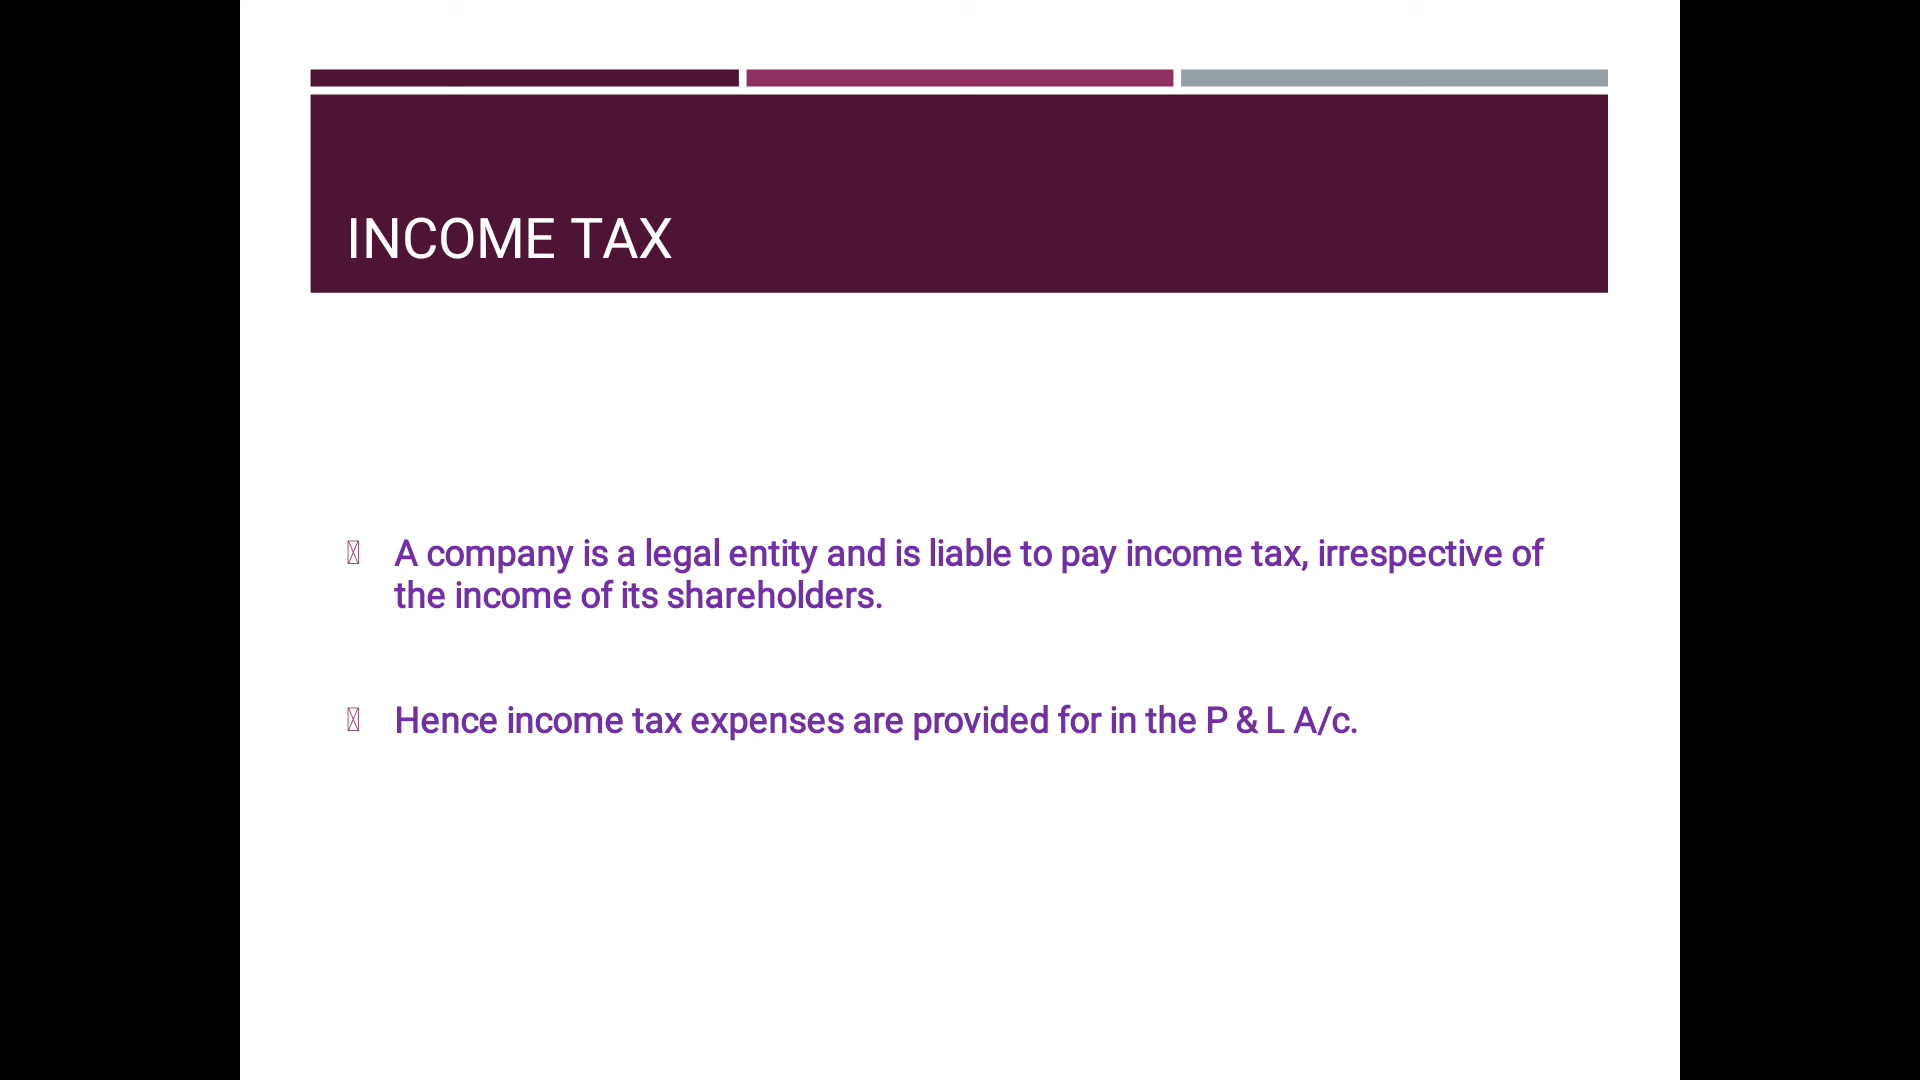 INCOME TAX
A company is a legal entity and is liable to pay income tax, irrespective of
the income of its shareholders.
Hence income tax expenses are provided for in the P & L A/c.